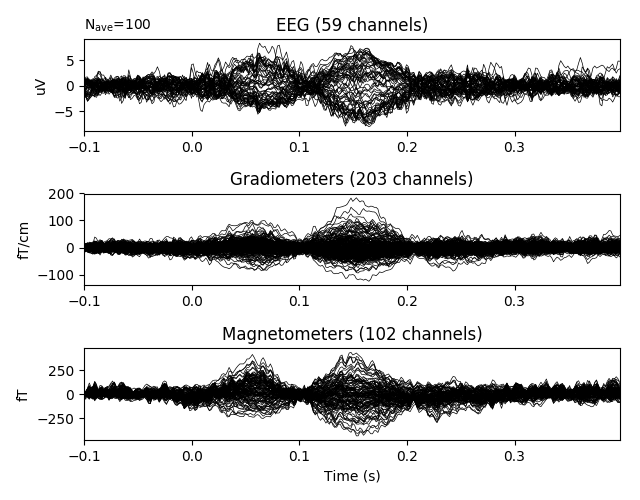 N_ave=100
EEG (59 channels)
uV
5
0
−5
−0.1 0.0 0.1 0.2 0.3
Gradiometers (203 channels)
fT/cm
200
100
0
−100
−0.1 0.0 0.1 0.2 0.3
Magnetometers (102 channels)
fT
250
0
−250
−0.1 0.0 0.1 0.2 0.3
Time (s)